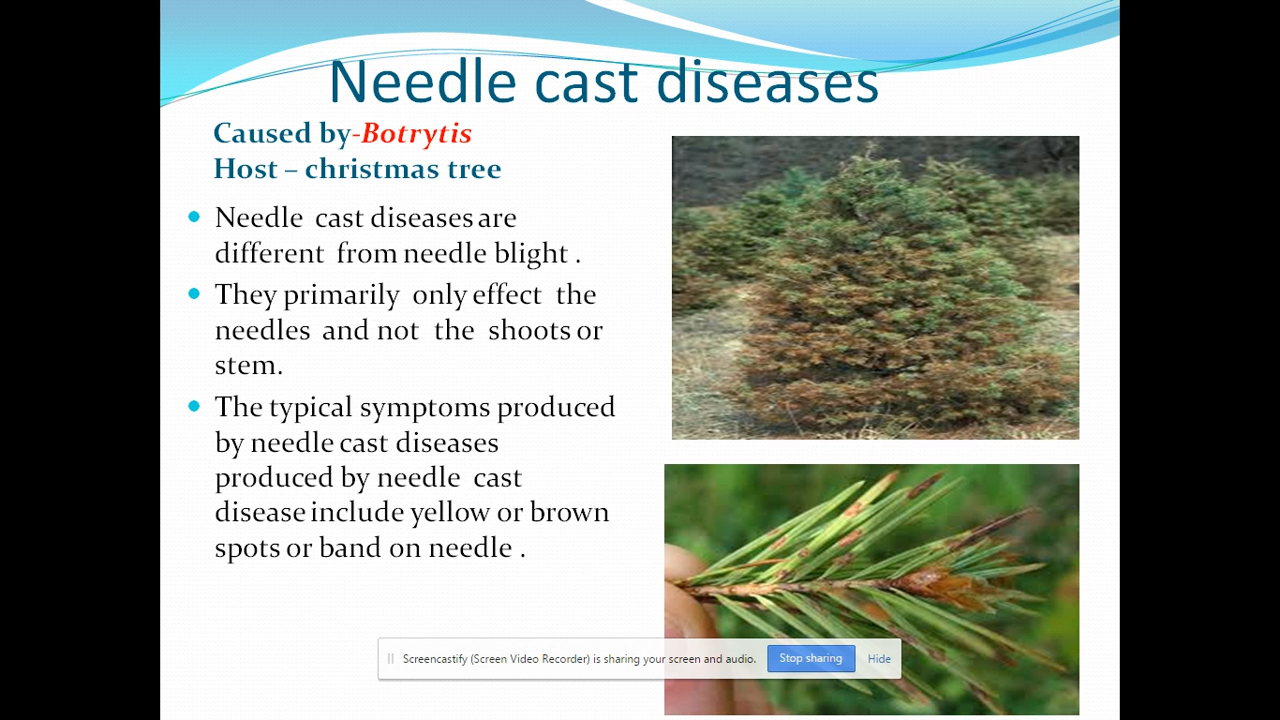 Needle cast diseases
Caused by-Botrytis
Host – christmas tree
Needle cast diseases are
different from needle blight .
They primarily only effect the
needles and not the shoots or
stem.
The typical symptoms produced
by needle cast diseases
produced by needle cast
disease include yellow or brown
spots or band on needle .
Screencastify (Screen Video Recorder) is sharing your screen and audio. Stop sharing Hide